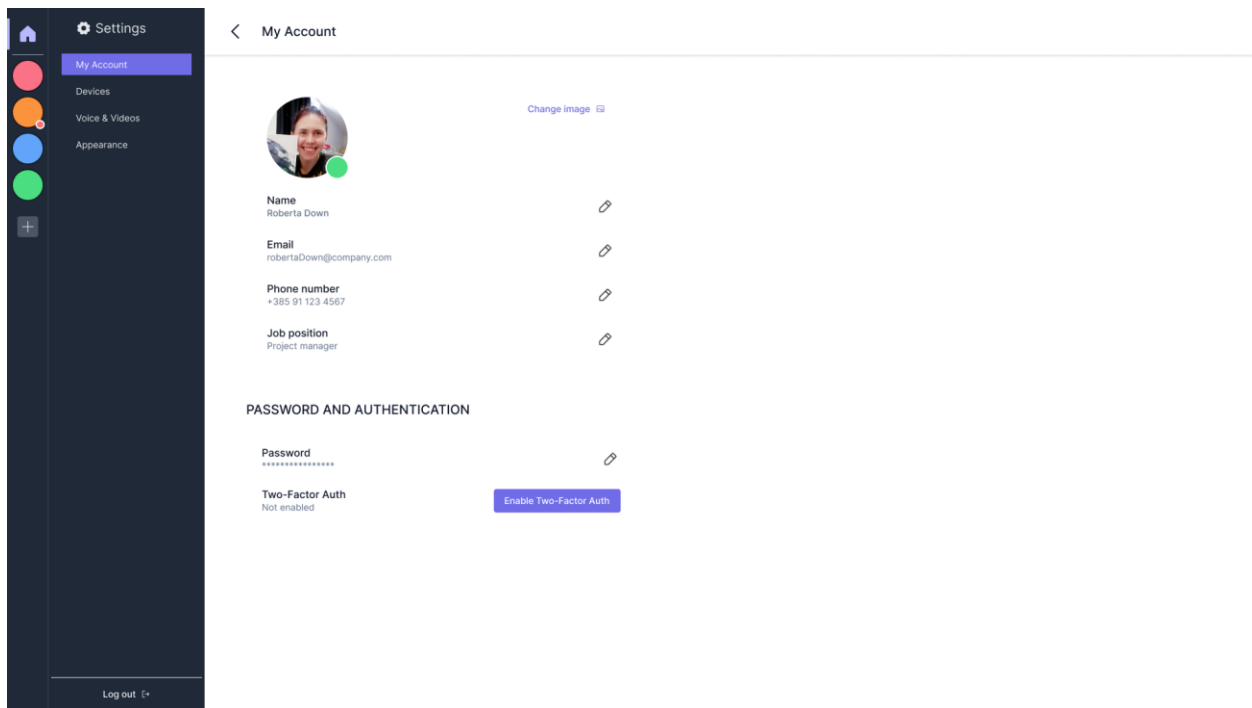 Settings
My Account
Devices
Voice & Videos
Appearance
Log out
My Account
Change image
Name
Roberta Down
Email
robertaDown@company.com
Phone number
+385 91 123 4567
Job position
Project manager
PASSWORD AND AUTHENTICATION
Password
****************
Two-Factor Auth
Not enabled
Enable Two-Factor Auth